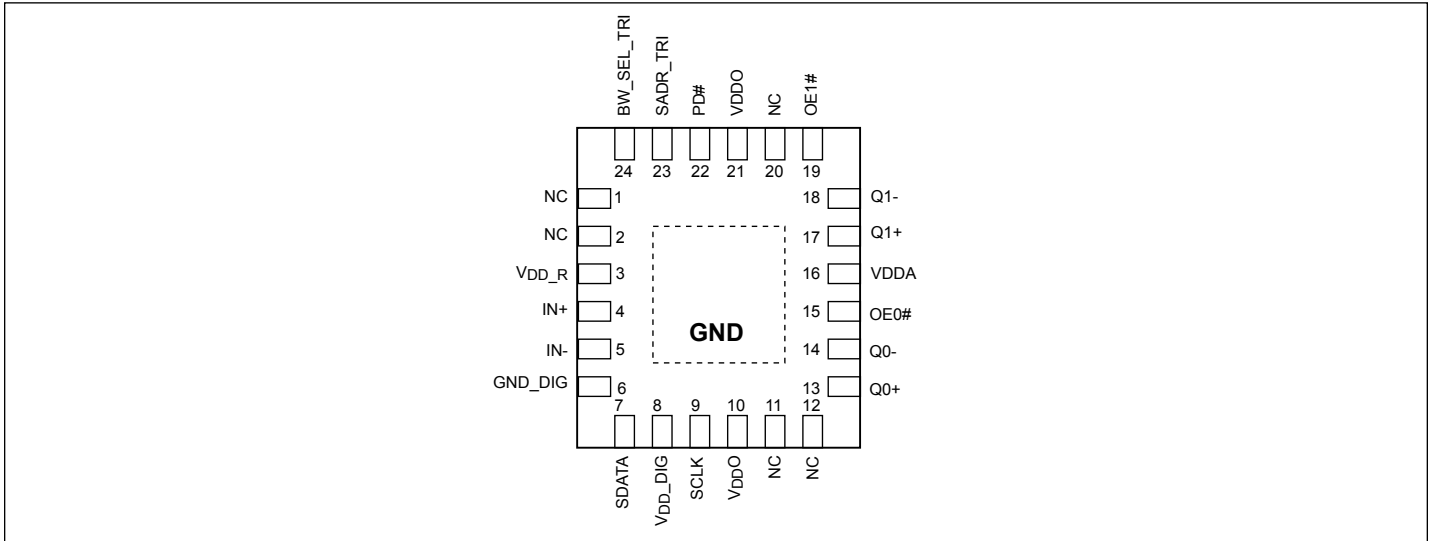 BW_SEL_TRI
SADR_TRI
PD#
VDDO
NC
OE1#
24
23
22
21
20
19
NC 1
NC 2
VDD_R 3
IN+ 4
IN- 5
GND_DIG 6
18 Q1-
17 Q1+
16 VDDA
15 OE0#
14 Q0-
13 Q0+
GND
7
8
9
10
11
12
SDATA
VDD_DIG
SCLK
VDDO
NC
NC